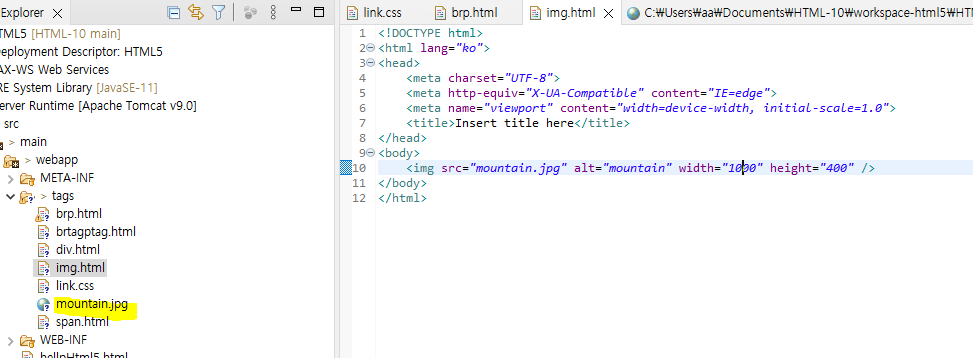 Explorer
HTML5 [HTML-10 main]
Deployment Descriptor: HTML5
AX-WS Web Services
RE System Library [JavaSE-11]
erver Runtime [Apache Tomcat v9.0]
src
> main
> webapp
META-INF
> tags
brp.html
brtagptag.html
div.html
img.html
link.css
mountain.jpg
span.html
WEB-INF
helloHtml5.html
link.css brp.html img.html C:₩Users₩aa₩Documents₩HTML-10₩workspace-html5₩HTM
1 <!DOCTYPE html>
2 <html lang="ko">
3 <head>
4 <meta charset="UTF-8">
5 <meta http-equiv="X-UA-Compatible" content="IE=edge">
6 <meta name="viewport" content="width=device-width, initial-scale=1.0">
7 <title>Insert title here</title>
8 </head>
9 <body>
10 <img src="mountain.jpg" alt="mountain" width="1000" height="400" />
11 </body>
12 </html>